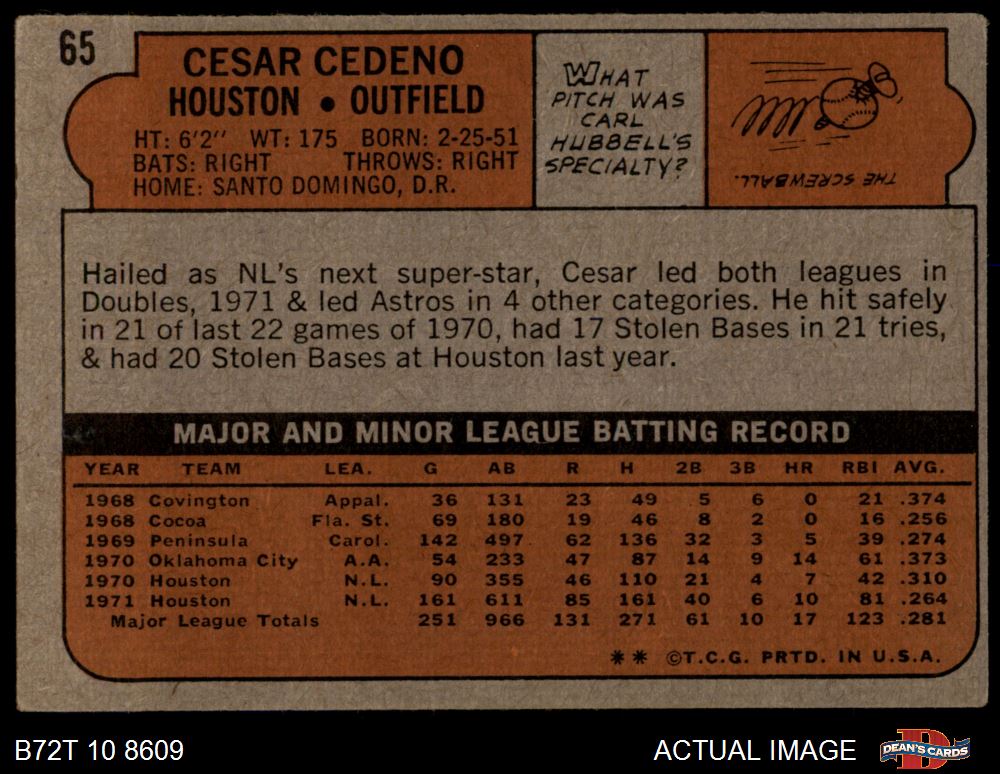 65
CESAR CEDENO
HOUSTON • OUTFIELD
HT: 6'2" WT: 175 BORN: 2-25-51
BATS: RIGHT THROWS: RIGHT
HOME: SANTO DOMINGO, D.R.
WHAT
PITCH WAS
CARL
HUBBELL'S
SPECIALTY?
THE SCREWBALL.
Hailed as NL's next super-star, Cesar led both leagues in
Doubles, 1971 & led Astros in 4 other categories. He hit safely
in 21 of last 22 games of 1970, had 17 Stolen Bases in 21 tries,
& had 20 Stolen Bases at Houston last year.
MAJOR AND MINOR LEAGUE BATTING RECORD
YEAR TEAM LEA. G AB R H 2B 3B HR RBI AVG.
1968 Covington Appal. 36 131 23 49 5 6 0 21 .374
1968 Cocoa Fla. St. 69 180 19 46 8 2 0 16 .256
1969 Peninsula Carol. 142 497 62 136 32 3 5 39 .274
1970 Oklahoma City A.A. 54 233 47 87 14 9 14 61 .373
1970 Houston N.L. 90 355 46 110 21 4 7 42 .310
1971 Houston N.L. 161 611 85 161 40 6 10 81 .264
Major League Totals 251 966 131 271 61 10 17 123 .281
** ©T.C.G. PRTD. IN U.S.A.
B72T 10 8609
ACTUAL IMAGE
DEAN'S CARDS